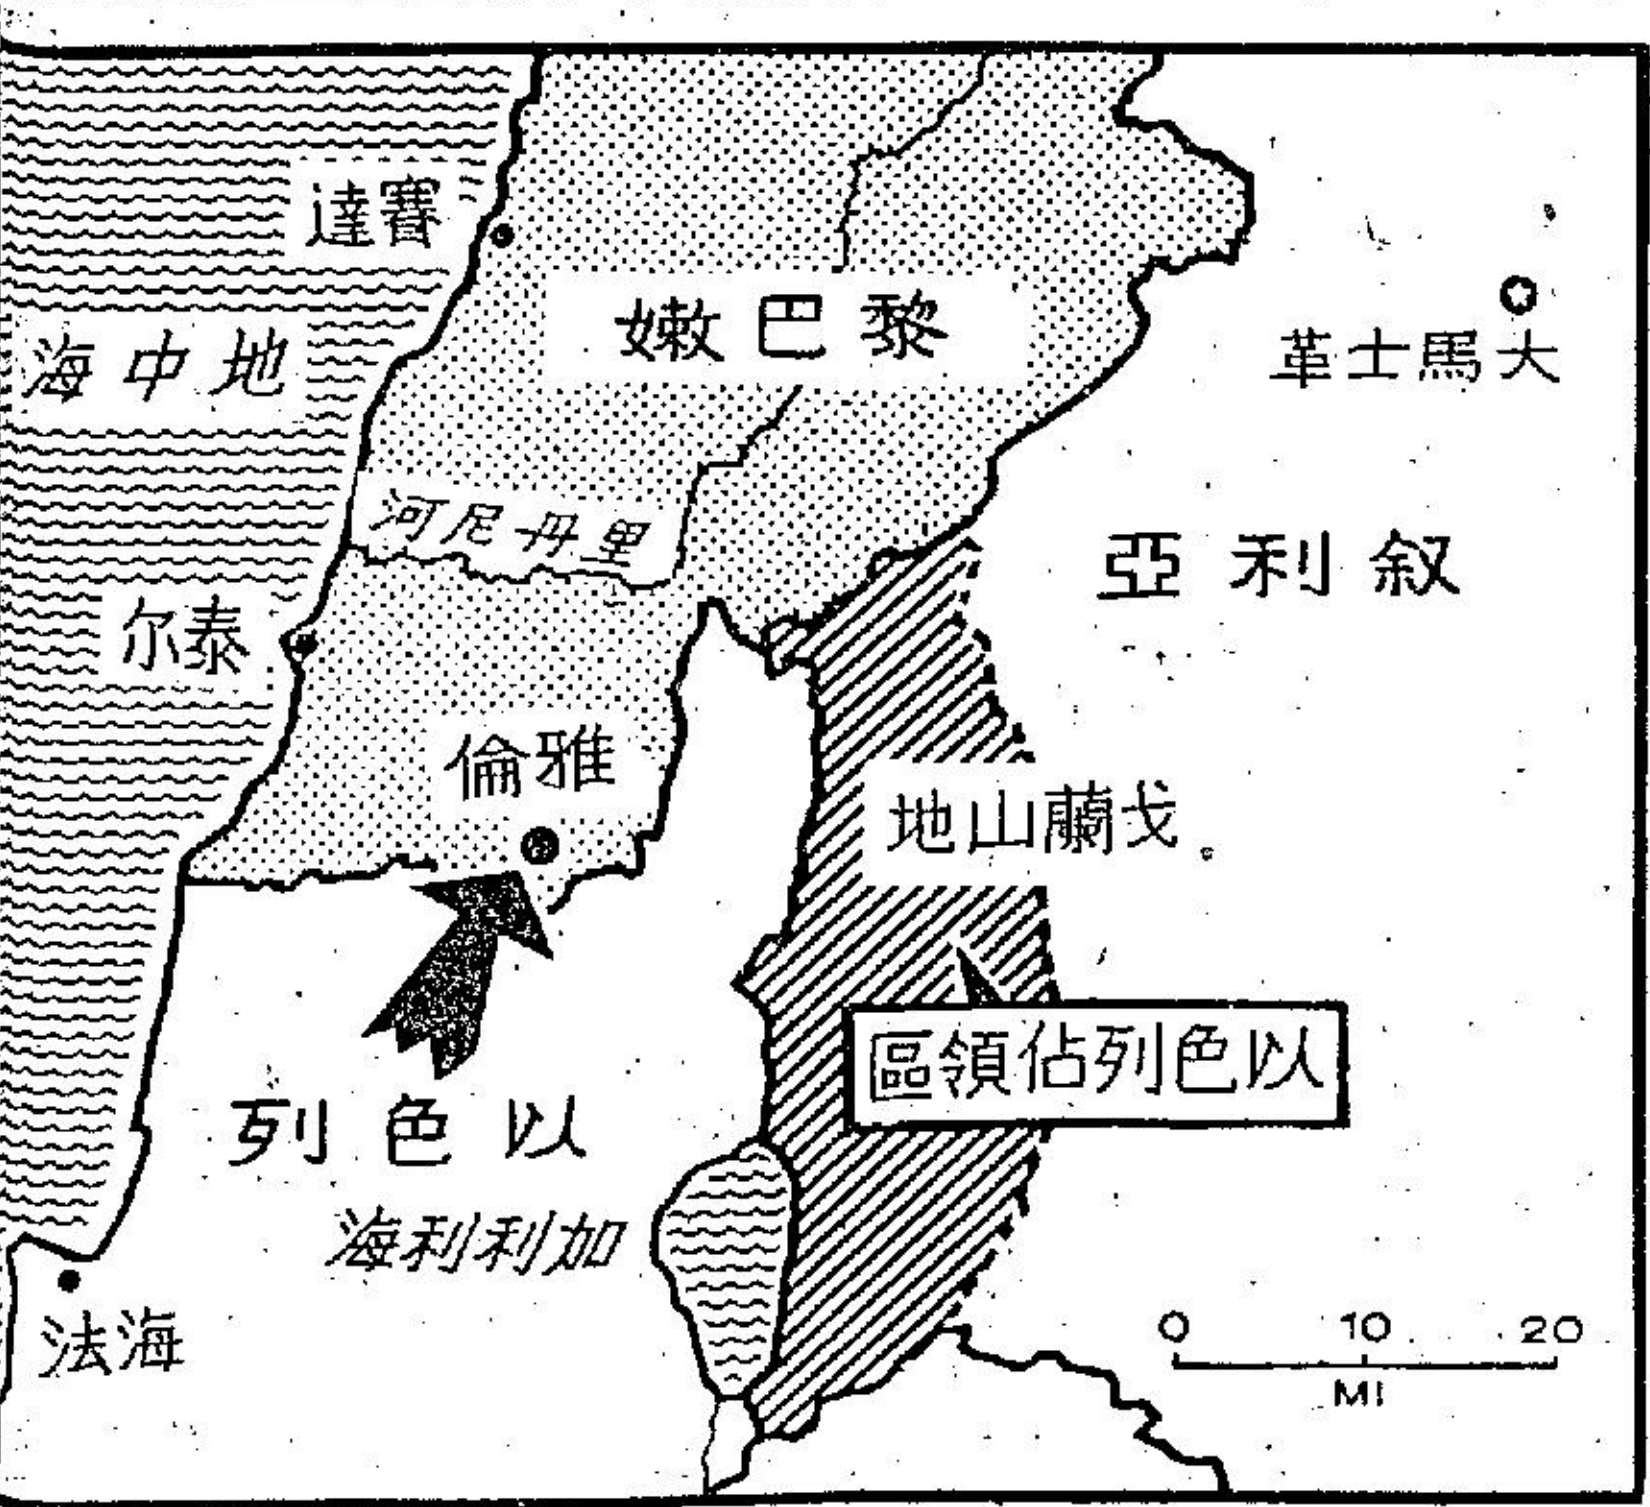 賽達
黎巴嫩
地中海
大馬士革
里丹尼河
叙利亞
泰尔
雅倫
戈蘭山地
以色列佔領區
以色列
加利利海
海法
0 10 20
MI